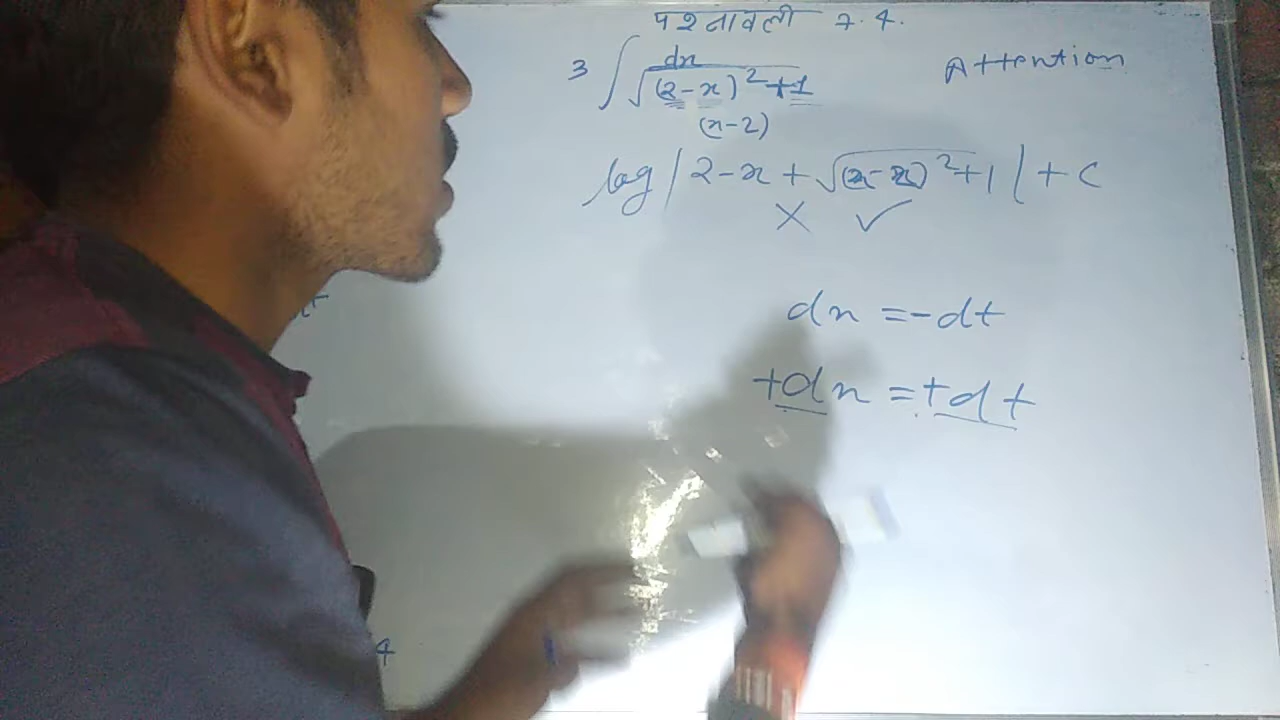 प्रश्नावली 7.4.
3 ∫ dx / √((2-x)²+1) Attention
(x-2)
log |2-x + √((2-x)²+1)| + c
× ✓
dx = -dt
+dx = +dt
4